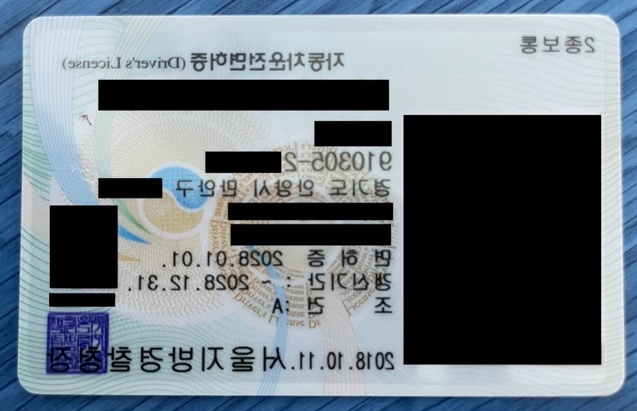 2종보통
자동차운전면허증 (Driver's License)
910305-2
경기도 안양시 만안구
면 허 증 2028.01.01.
갱신기간 : ~ 2028.12.31.
조 건 :A
2018.10.11.서울지방경찰청장